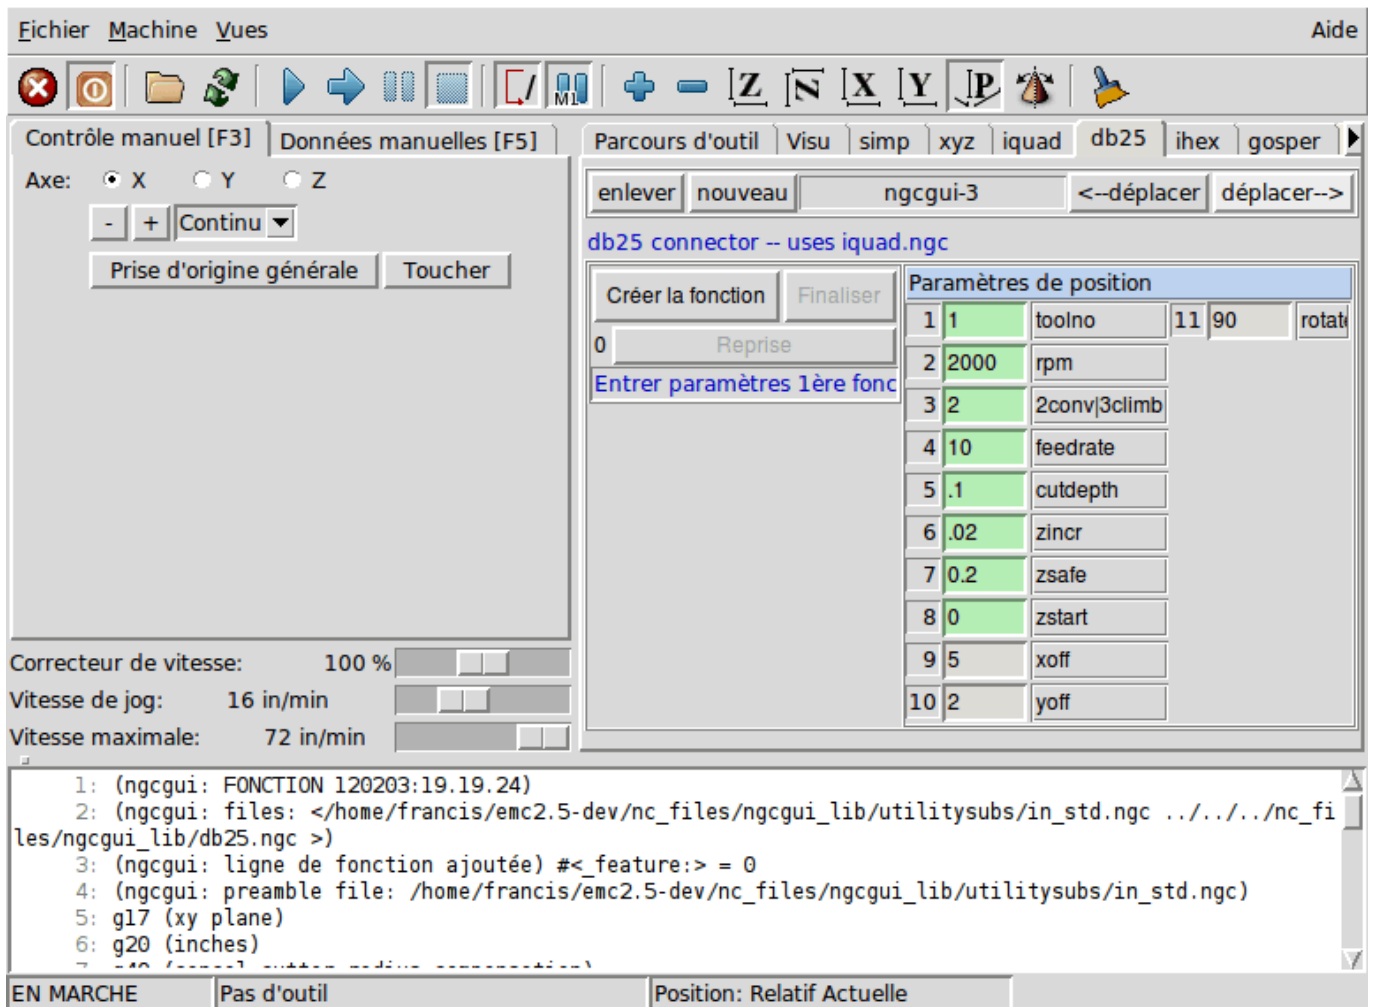 Fichier Machine Vues Aide
M1 Z N X Y P
Contrôle manuel [F3] Données manuelles [F5]
Axe: X Y Z
- + Continu
Prise d'origine générale Toucher
Parcours d'outil Visu simp xyz iquad db25 ihex gosper
enlever nouveau ngcgui-3 <--déplacer déplacer-->
db25 connector -- uses iquad.ngc
Créer la fonction Finaliser
0 Reprise
Entrer paramètres 1ère fonc
Paramètres de position
1 1 toolno 11 90 rotate
2 2000 rpm
3 2 2conv|3climb
4 10 feedrate
5 .1 cutdepth
6 .02 zincr
7 0.2 zsafe
8 0 zstart
9 5 xoff
10 2 yoff
Correcteur de vitesse: 100 %
Vitesse de jog: 16 in/min
Vitesse maximale: 72 in/min
1: (ngcgui: FONCTION 120203:19.19.24)
2: (ngcgui: files: </home/francis/emc2.5-dev/nc_files/ngcgui_lib/utilitysubs/in_std.ngc ../../../nc_fi
les/ngcgui_lib/db25.ngc >)
3: (ngcgui: ligne de fonction ajoutée) #<_feature:> = 0
4: (ngcgui: preamble file: /home/francis/emc2.5-dev/nc_files/ngcgui_lib/utilitysubs/in_std.ngc)
5: g17 (xy plane)
6: g20 (inches)
EN MARCHE Pas d'outil Position: Relatif Actuelle